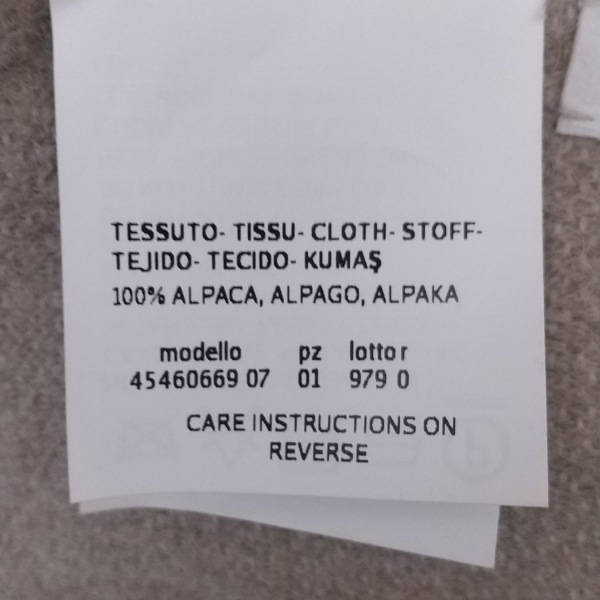 TESSUTO- TISSU- CLOTH- STOFF-
TEJIDO- TECIDO- KUMAŞ
100% ALPACA, ALPAGO, ALPAKA
modello pz lotto r
45460669 07 01 979 0
CARE INSTRUCTIONS ON
REVERSE